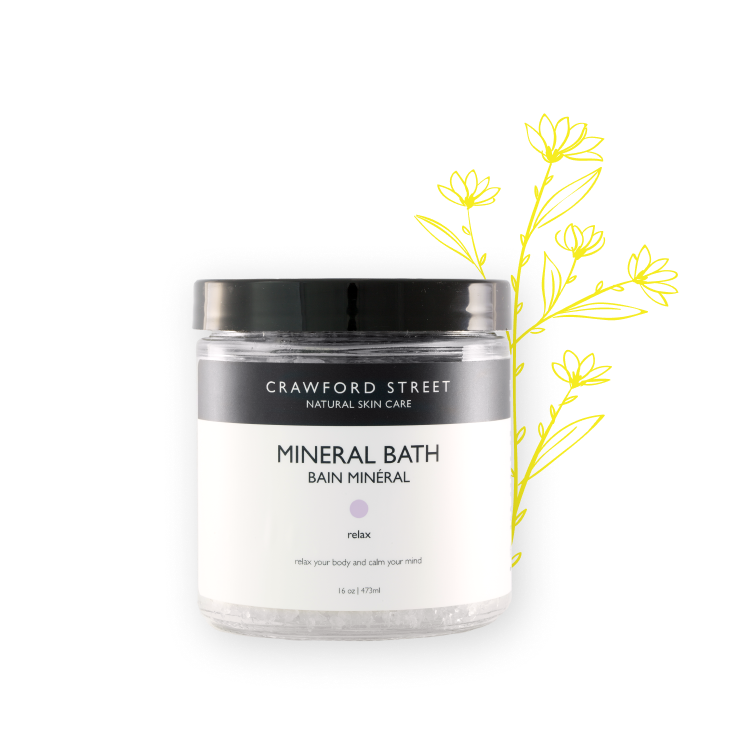 CRAWFORD STREET
NATURAL SKIN CARE
MINERAL BATH
BAIN MINÉRAL
relax
relax your body and calm your mind
16 oz | 473ml